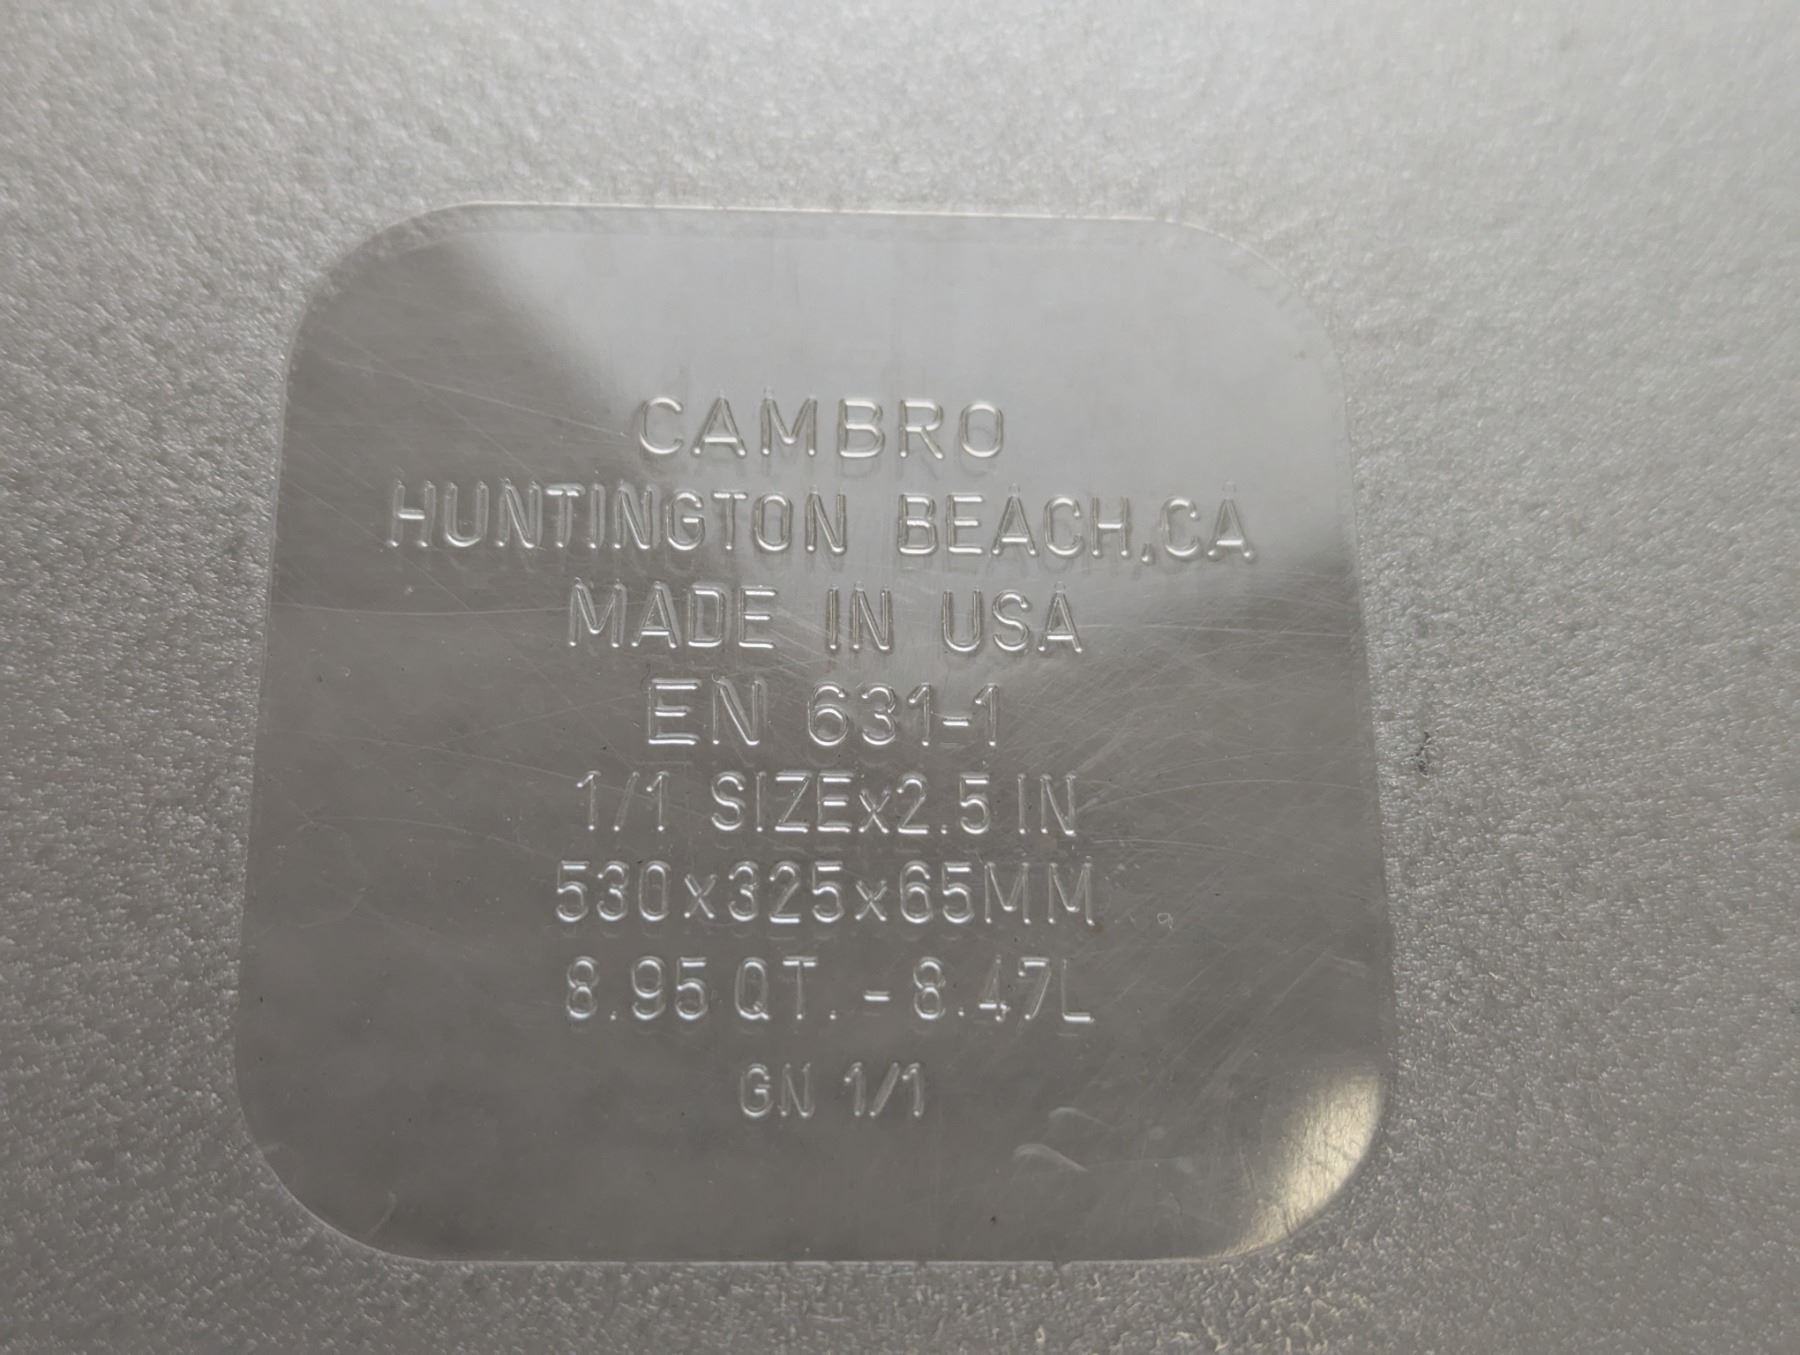 CAMBRO
HUNTINGTON BEACH,CA
MADE IN USA
EN 631-1
1/1 SIZEx2.5 IN
530x325x65MM
8.95 QT. - 8.47L
GN 1/1